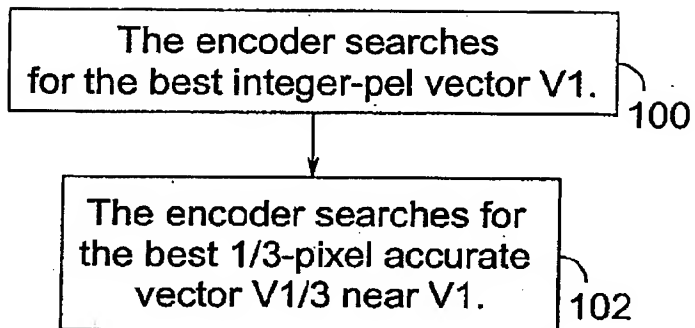 The encoder searches
for the best integer-pel vector V1.
100
The encoder searches for
the best 1/3-pixel accurate
vector V1/3 near V1.
102